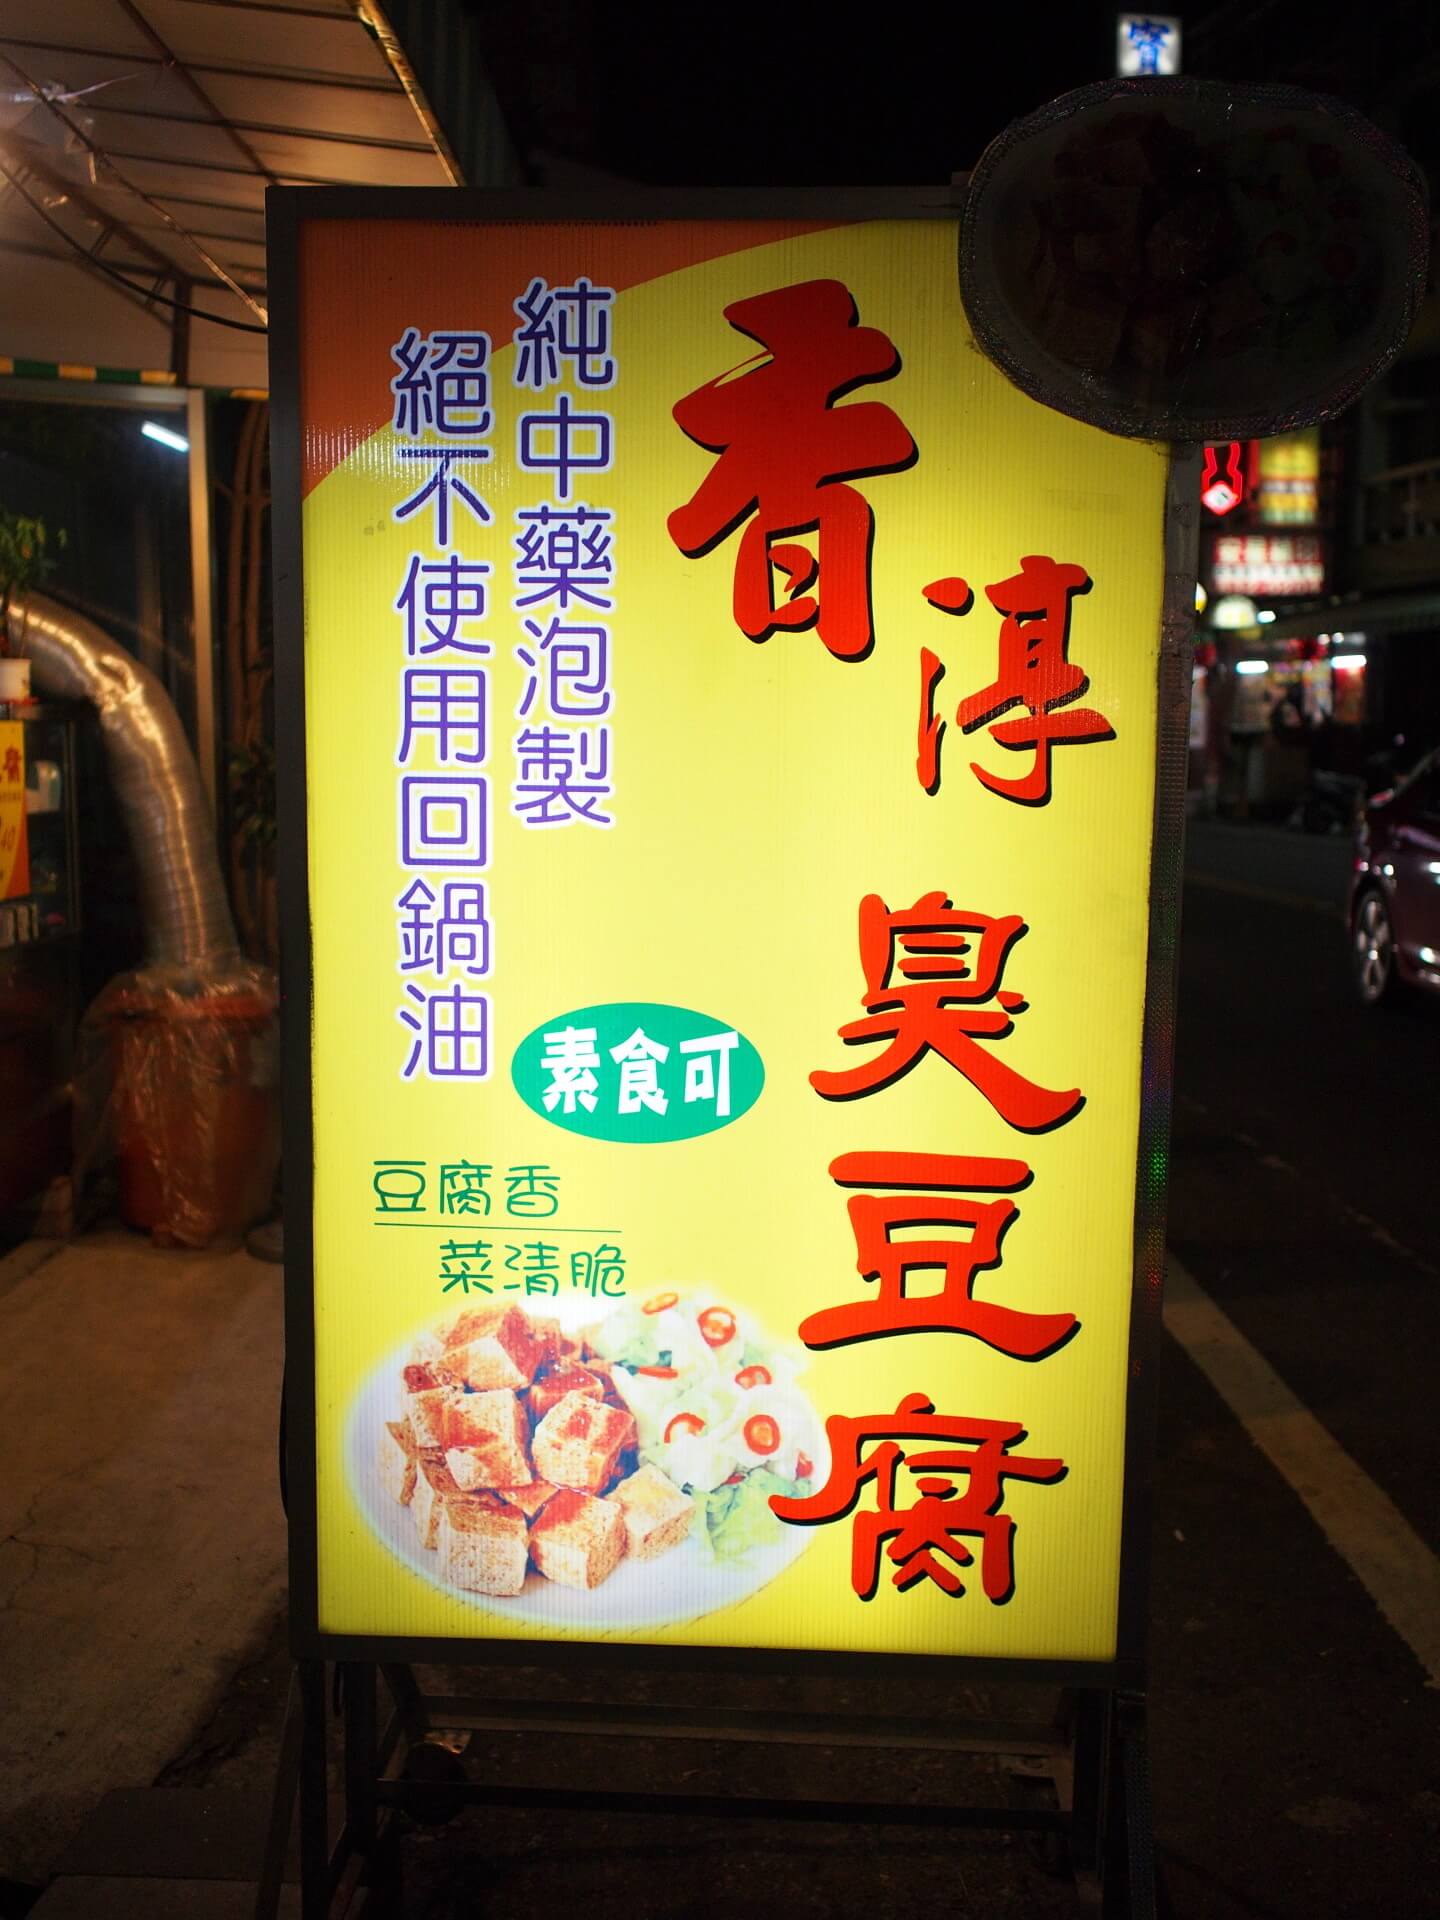 香淳
臭豆腐
純中藥泡製
絕不使用回鍋油
素食可
豆腐香
菜清脆